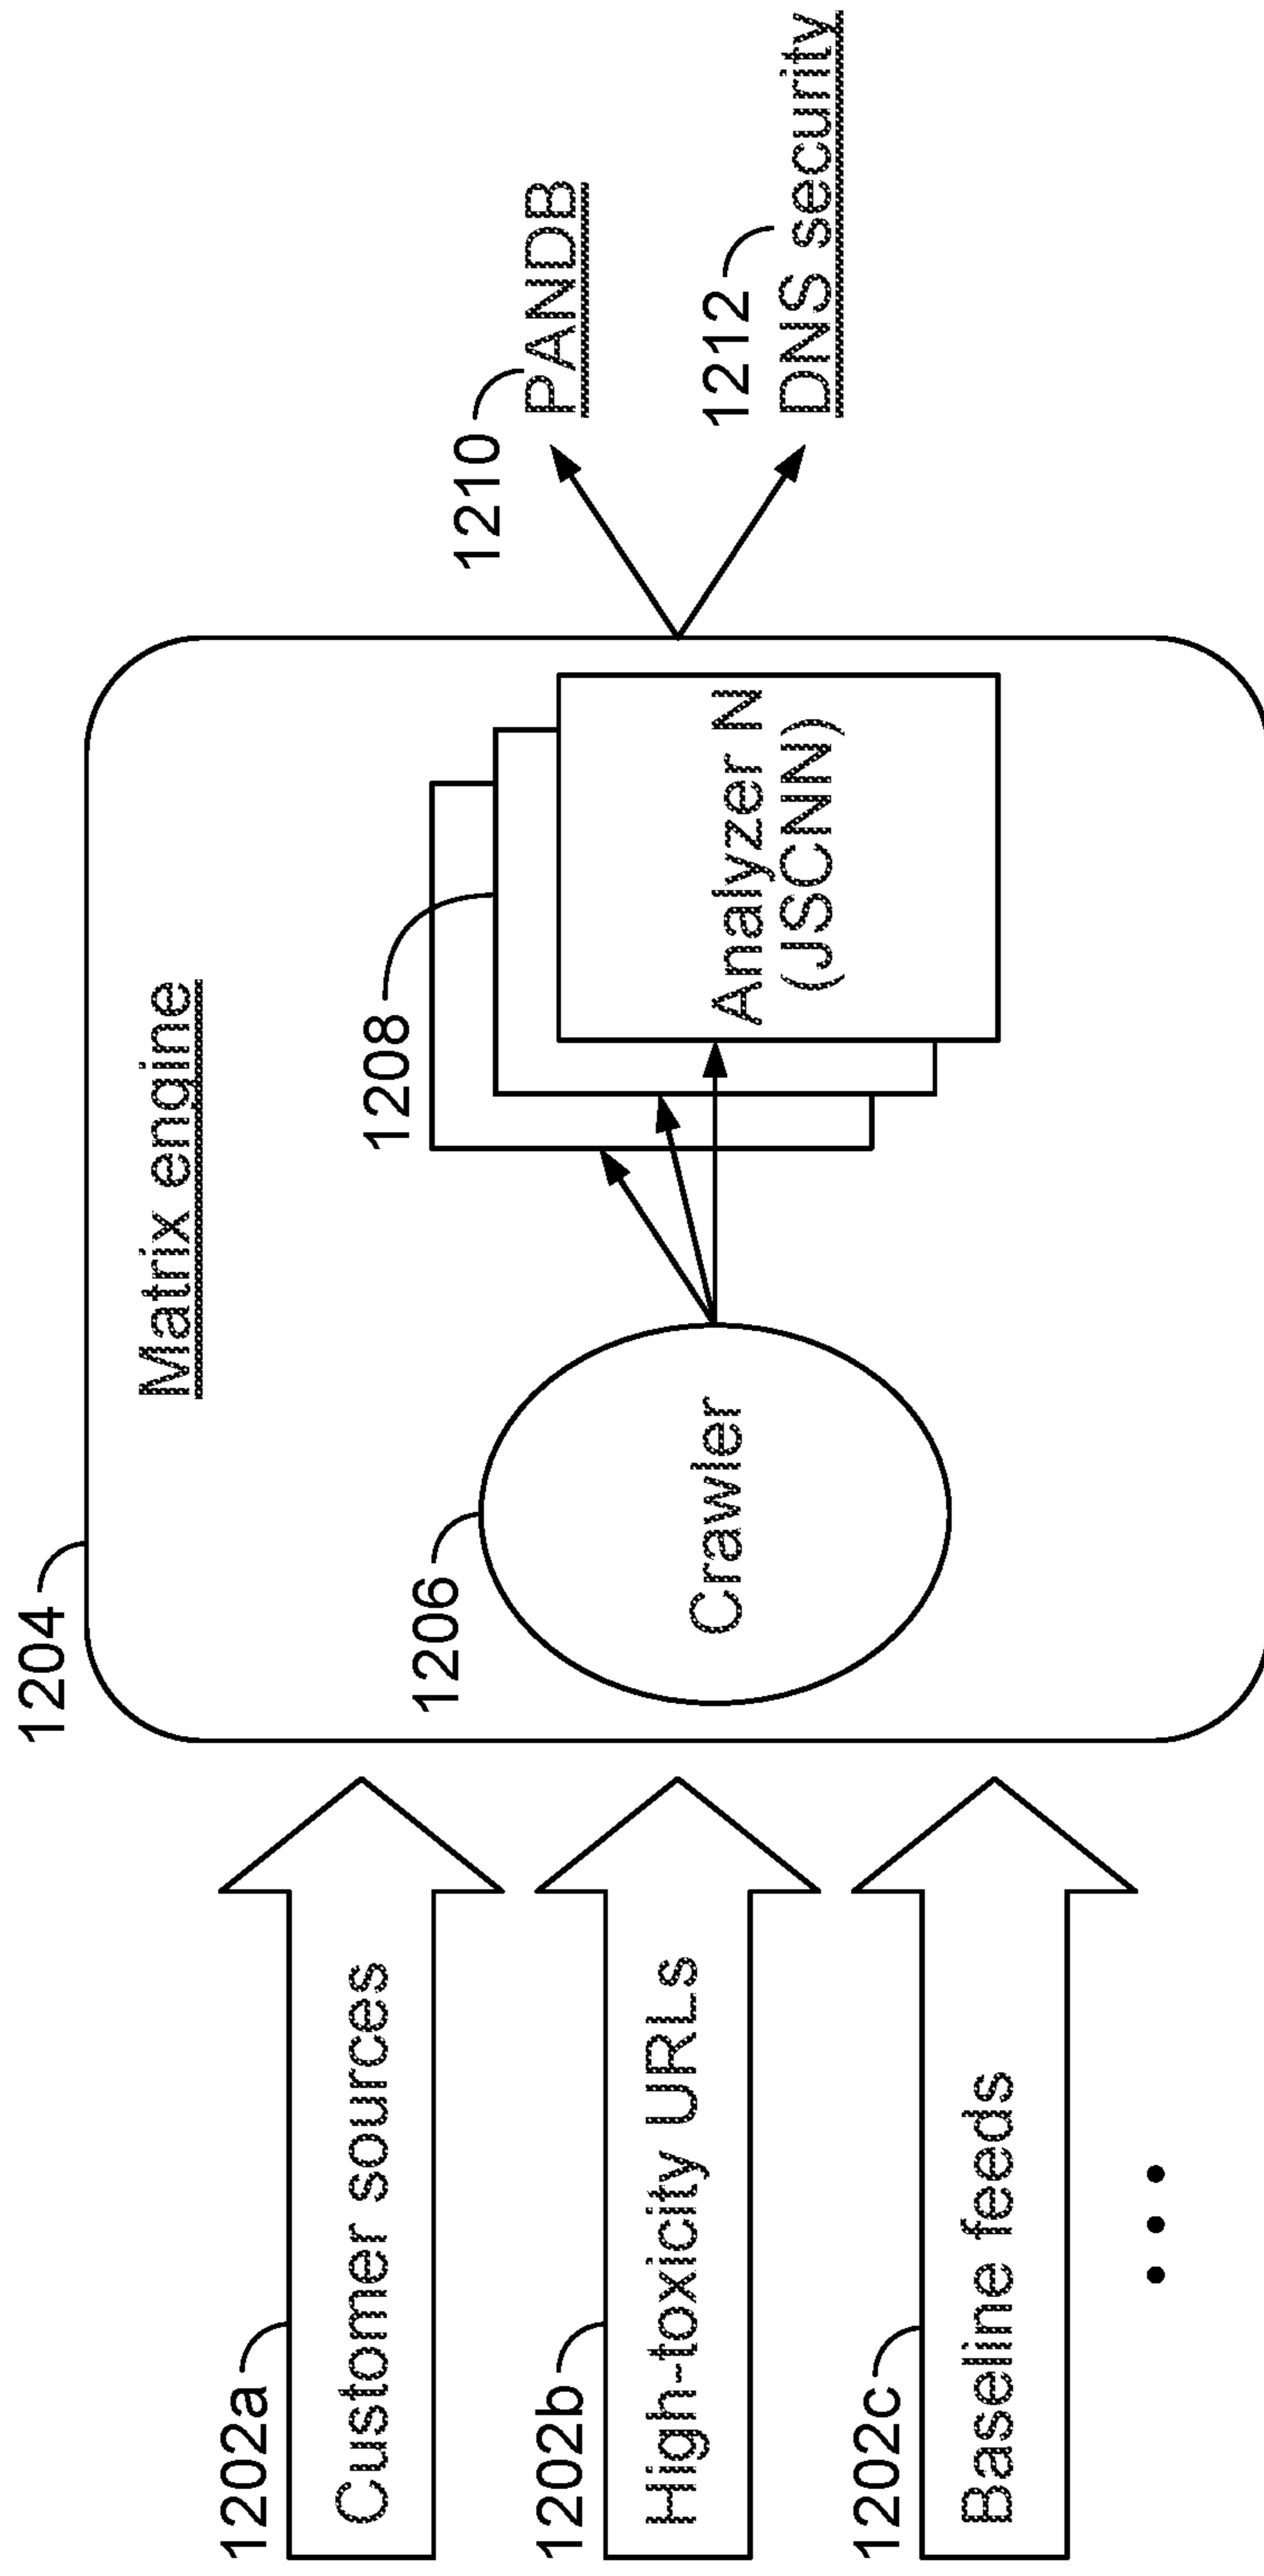 1204
Matrix engine
1202a
Customer sources
1202b
High-toxicity URLs
1202c
Baseline feeds
1206
Crawler
1208
Analyzer N
(JSCNN)
1210
PANDB
1212
DNS security